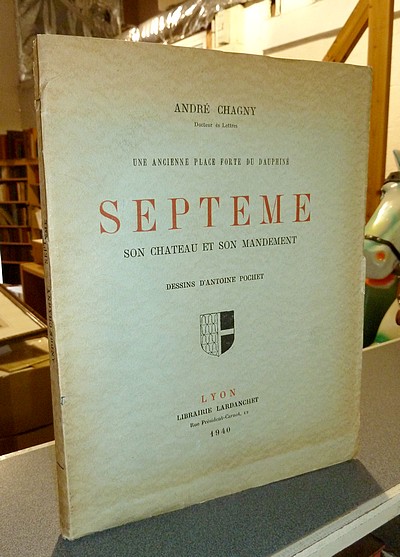 ANDRÉ CHAGNY
Docteur ès Lettres
UNE ANCIENNE PLACE FORTE DU DAUPHINÉ
SEPTEME
SON CHATEAU ET SON MANDEMENT
DESSINS D'ANTOINE POCHET
LYON
LIBRAIRIE LARDANCHET
Rue Président-Carnot, 10
1940